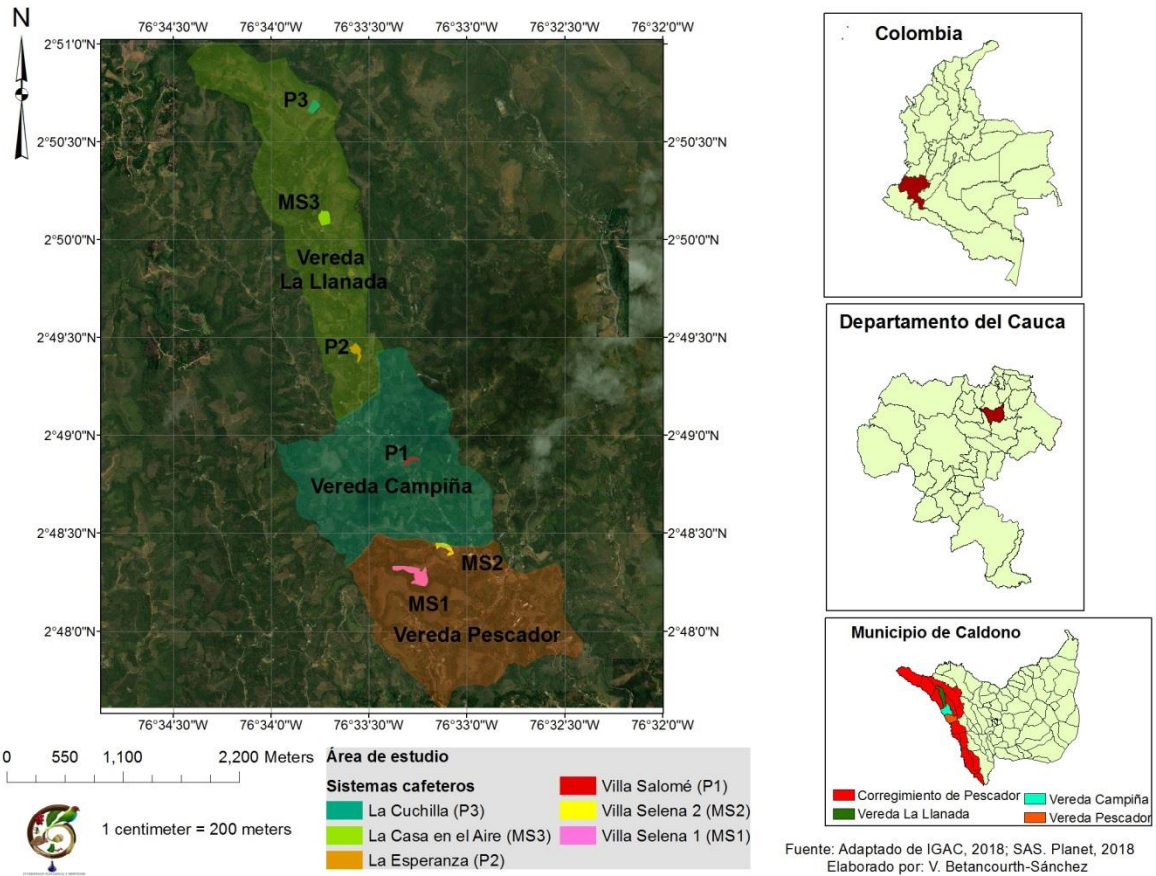 N
76°34'30"W 76°34'0"W 76°33'30"W 76°33'0"W 76°32'30"W 76°32'0"W
2°51'0"N
2°50'30"N
2°50'0"N
2°49'30"N
2°49'0"N
2°48'30"N
2°48'0"N
2°51'0"N
2°50'30"N
2°50'0"N
2°49'30"N
2°49'0"N
2°48'30"N
2°48'0"N
P3
MS3
Vereda
La Llanada
P2
P1
Vereda Campiña
MS2
MS1
Vereda Pescador
76°34'30"W 76°34'0"W 76°33'30"W 76°33'0"W 76°32'30"W 76°32'0"W
0 550 1,100 2,200 Meters
1 centimeter = 200 meters
Área de estudio
Sistemas cafeteros
La Cuchilla (P3)
La Casa en el Aire (MS3)
La Esperanza (P2)
Villa Salomé (P1)
Villa Selena 2 (MS2)
Villa Selena 1 (MS1)
Colombia
Departamento del Cauca
Municipio de Caldono
Corregimiento de Pescador
Vereda La Llanada
Vereda Campiña
Vereda Pescador
Fuente: Adaptado de IGAC, 2018; SAS. Planet, 2018
Elaborado por: V. Betancourth-Sánchez